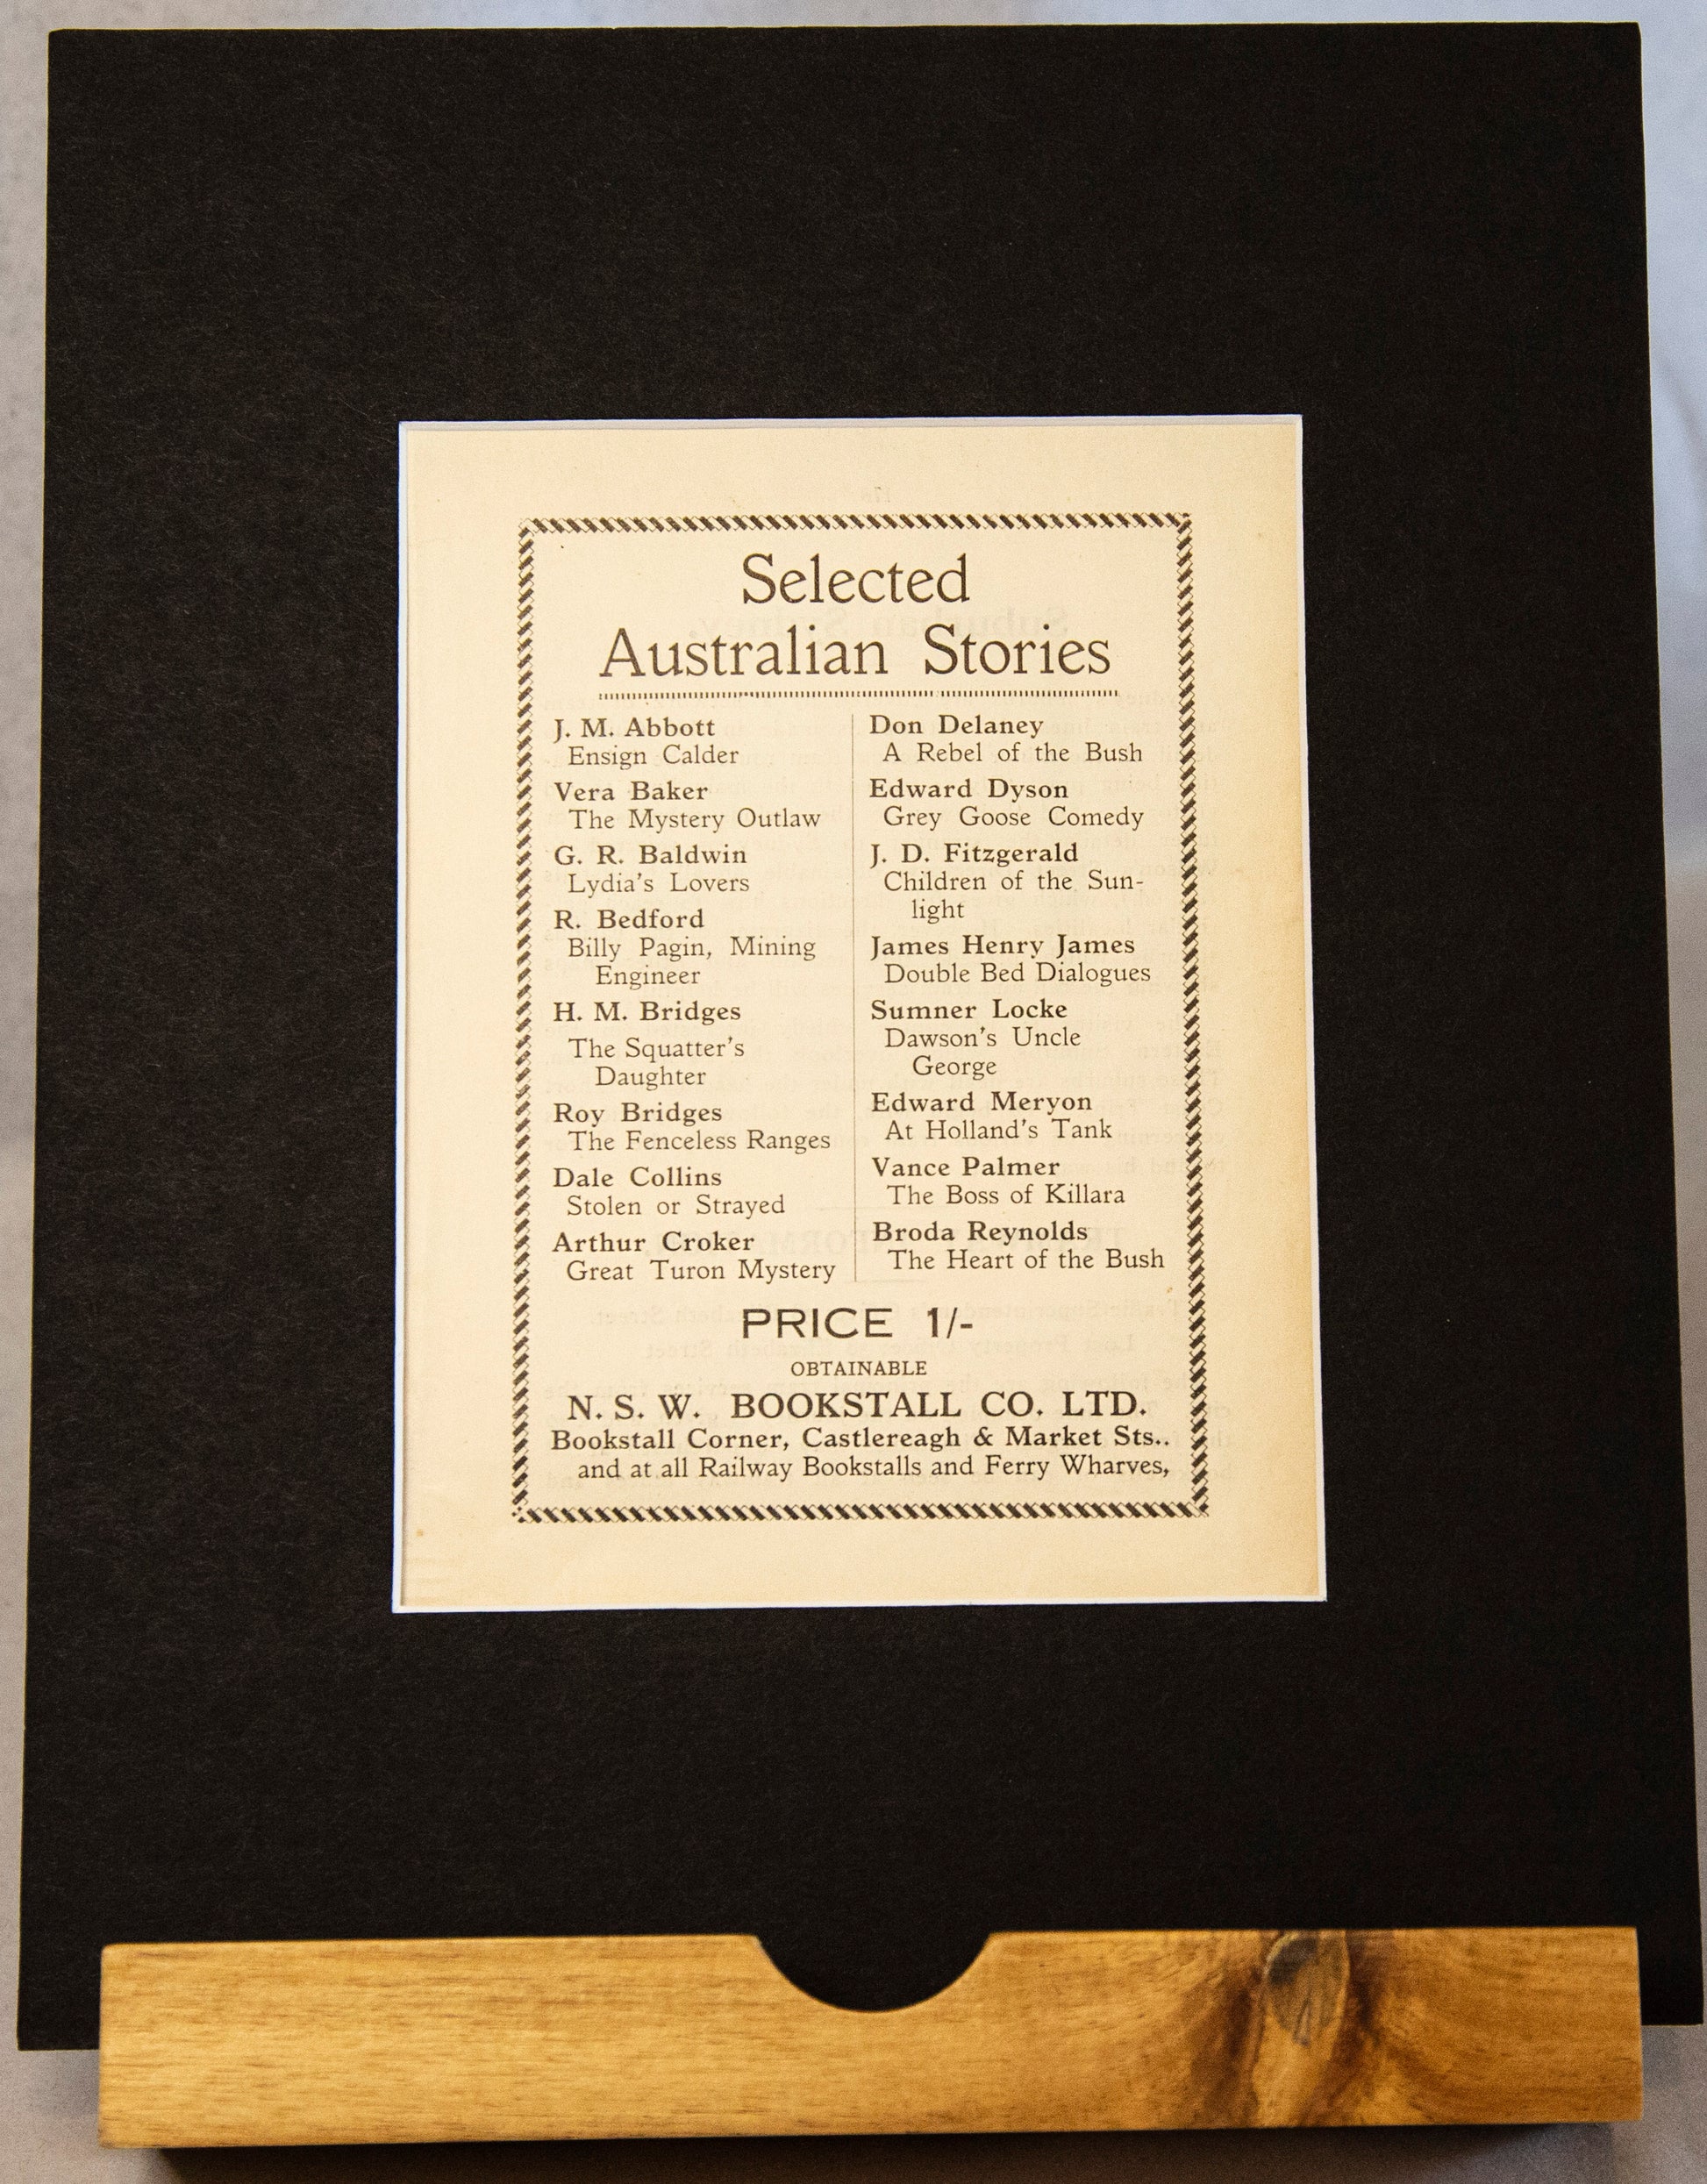 Selected
Australian Stories
J. M. Abbott
Ensign Calder
Vera Baker
The Mystery Outlaw
G. R. Baldwin
Lydia's Lovers
R. Bedford
Billy Pagin, Mining
Engineer
H. M. Bridges
The Squatter's
Daughter
Roy Bridges
The Fenceless Ranges
Dale Collins
Stolen or Strayed
Arthur Croker
Great Turon Mystery
Don Delaney
A Rebel of the Bush
Edward Dyson
Grey Goose Comedy
J. D. Fitzgerald
Children of the Sun-
light
James Henry James
Double Bed Dialogues
Sumner Locke
Dawson's Uncle
George
Edward Meryon
At Holland's Tank
Vance Palmer
The Boss of Killara
Broda Reynolds
The Heart of the Bush
PRICE 1/-
OBTAINABLE
N. S. W. BOOKSTALL CO. LTD.
Bookstall Corner, Castlereagh & Market Sts..
and at all Railway Bookstalls and Ferry Wharves,